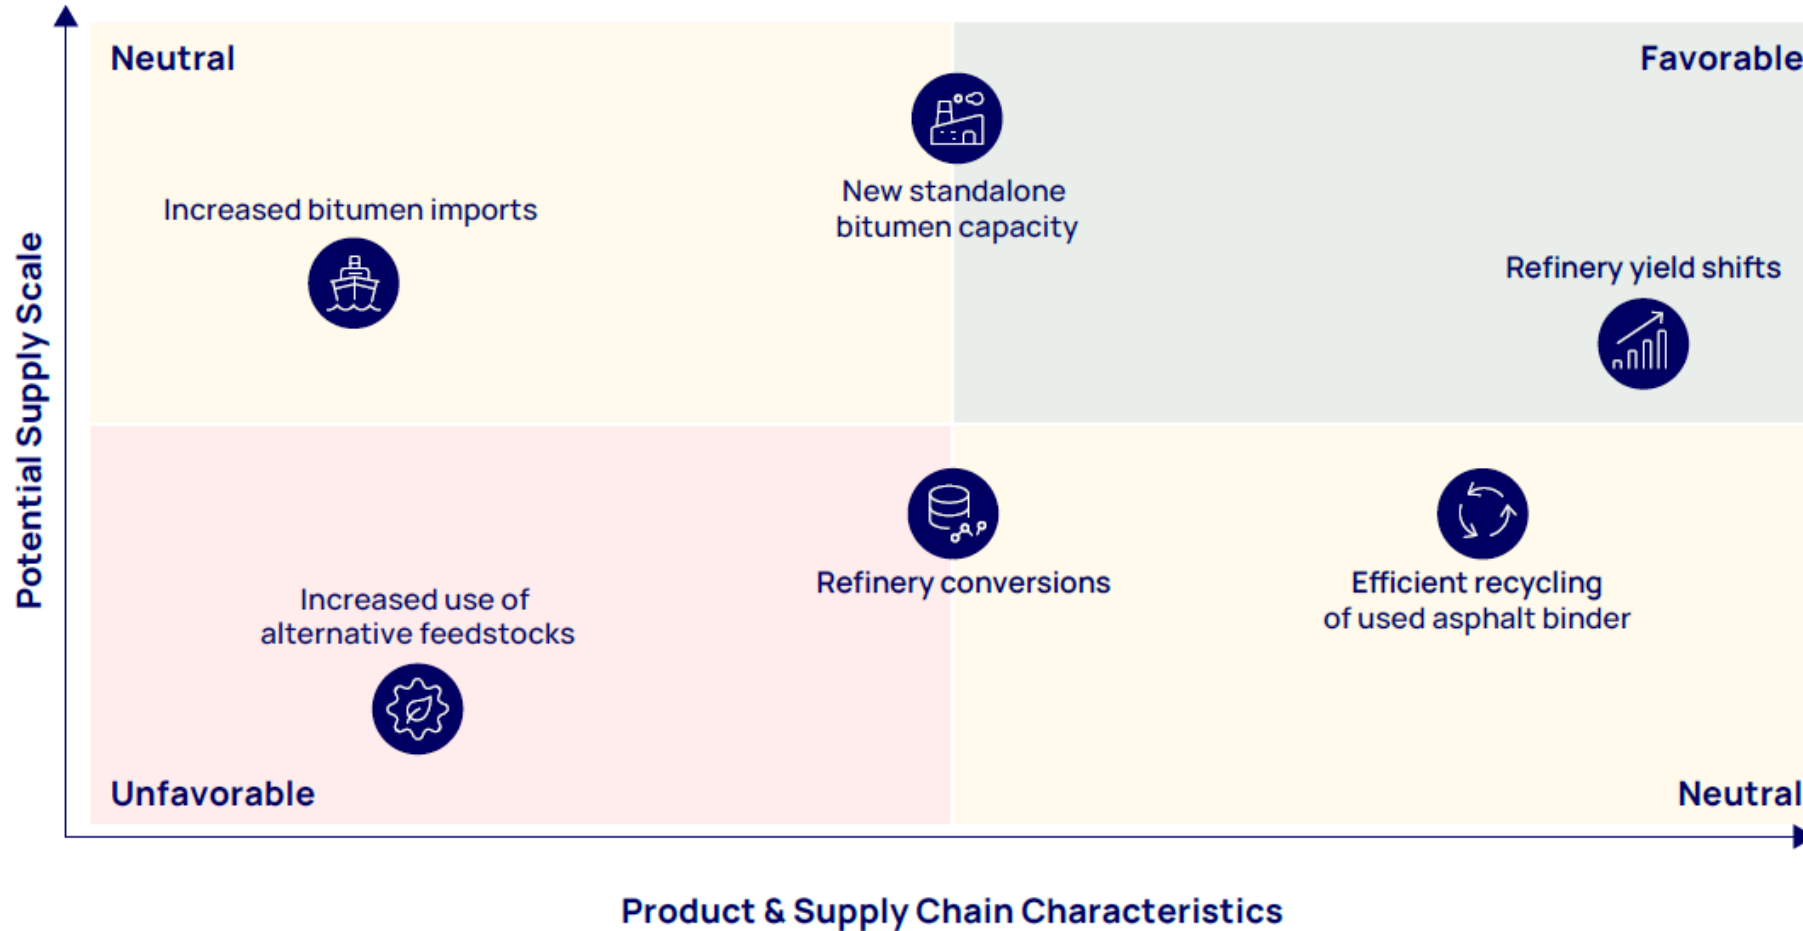 Neutral
Favorable
New standalone
bitumen capacity
Increased bitumen imports
Refinery yield shifts
Potential Supply Scale
Refinery conversions
Efficient recycling
of used asphalt binder
Increased use of
alternative feedstocks
Unfavorable
Neutral
Product & Supply Chain Characteristics